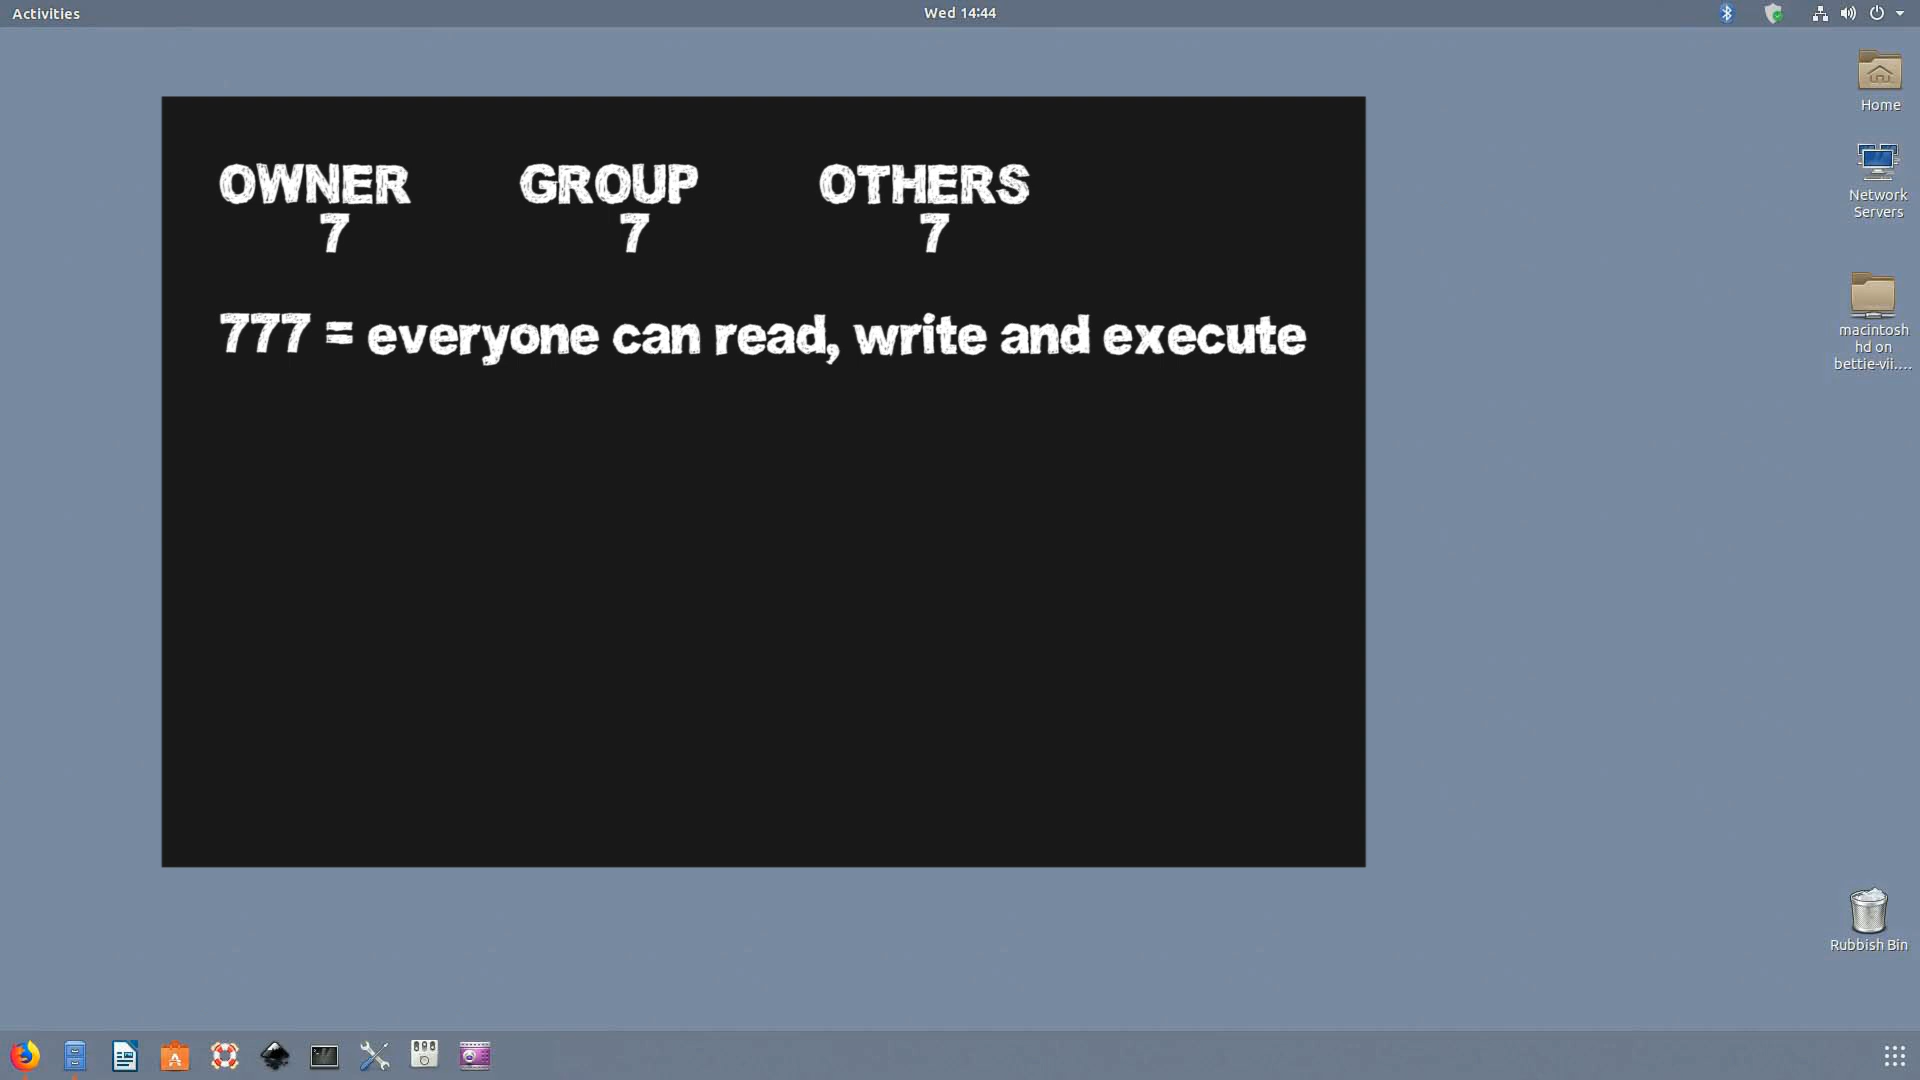 Activities
Wed 14:44
Home
Network
Servers
macintosh
hd on
bettie-vii....
OWNER GROUP OTHERS
7 7 7
777 = everyone can read, write and execute
Rubbish Bin